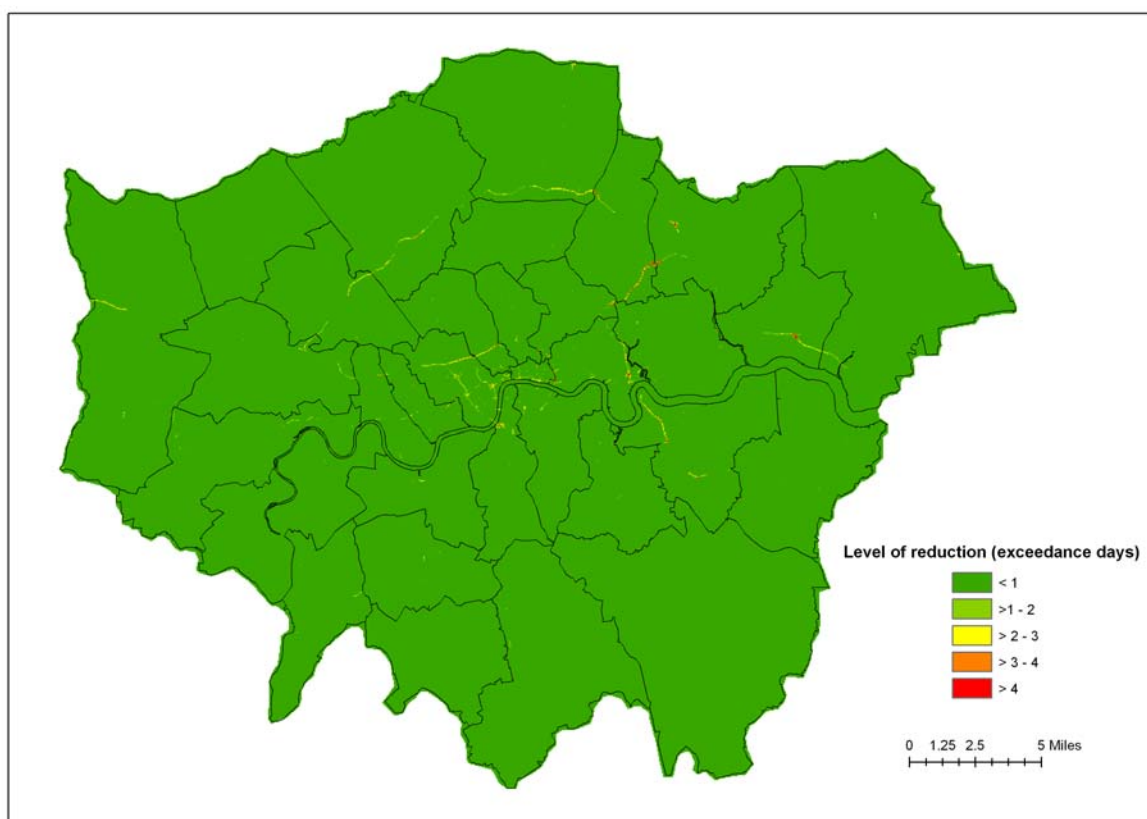 Level of reduction (exceedance days)
< 1
>1 - 2
> 2 - 3
> 3 - 4
> 4
0 1.25 2.5 5 Miles